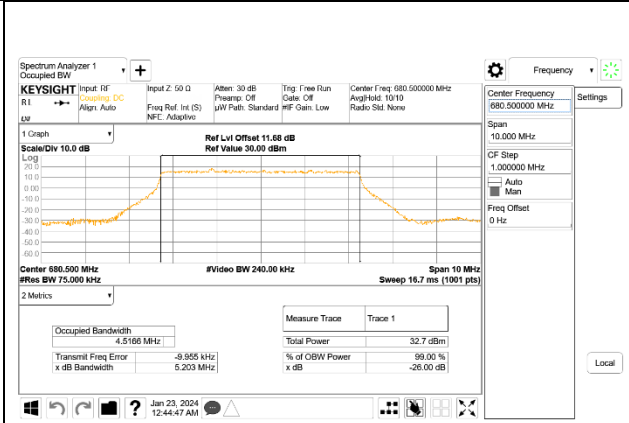 Spectrum Analyzer 1
Occupied BW
Frequency
KEYSIGHT
Input: RF
Coupling: DC
Align: Auto
Input Z: 50 Ω
Freq Ref: Int (S)
NFE: Adaptive
Atten: 30 dB
Preamp: Off
µW Path: Standard
Trig: Free Run
Gate: Off
#IF Gain: Low
Center Freq: 680.500000 MHz
Avg|Hold: 10/10
Radio Std: None
Center Frequency
680.500000 MHz
Settings
Span
10.000 MHz
CF Step
1.000000 MHz
Auto
Man
Freq Offset
0 Hz
Local
1 Graph
Scale/Div 10.0 dB
Ref Lvl Offset 11.68 dB
Ref Value 30.00 dBm
Log
20.0
10.0
0.00
-10.0
-20.0
-30.0
-40.0
-50.0
-60.0
Center 680.500 MHz
#Video BW 240.00 kHz
Span 10 MHz
#Res BW 75.000 kHz
Sweep 16.7 ms (1001 pts)
2 Metrics
Measure Trace Trace 1
Occupied Bandwidth
4.5166 MHz
Total Power 32.7 dBm
Transmit Freq Error -9.955 kHz
% of OBW Power 99.00 %
x dB Bandwidth 5.203 MHz
x dB -26.00 dB
Jan 23, 2024
12:44:47 AM